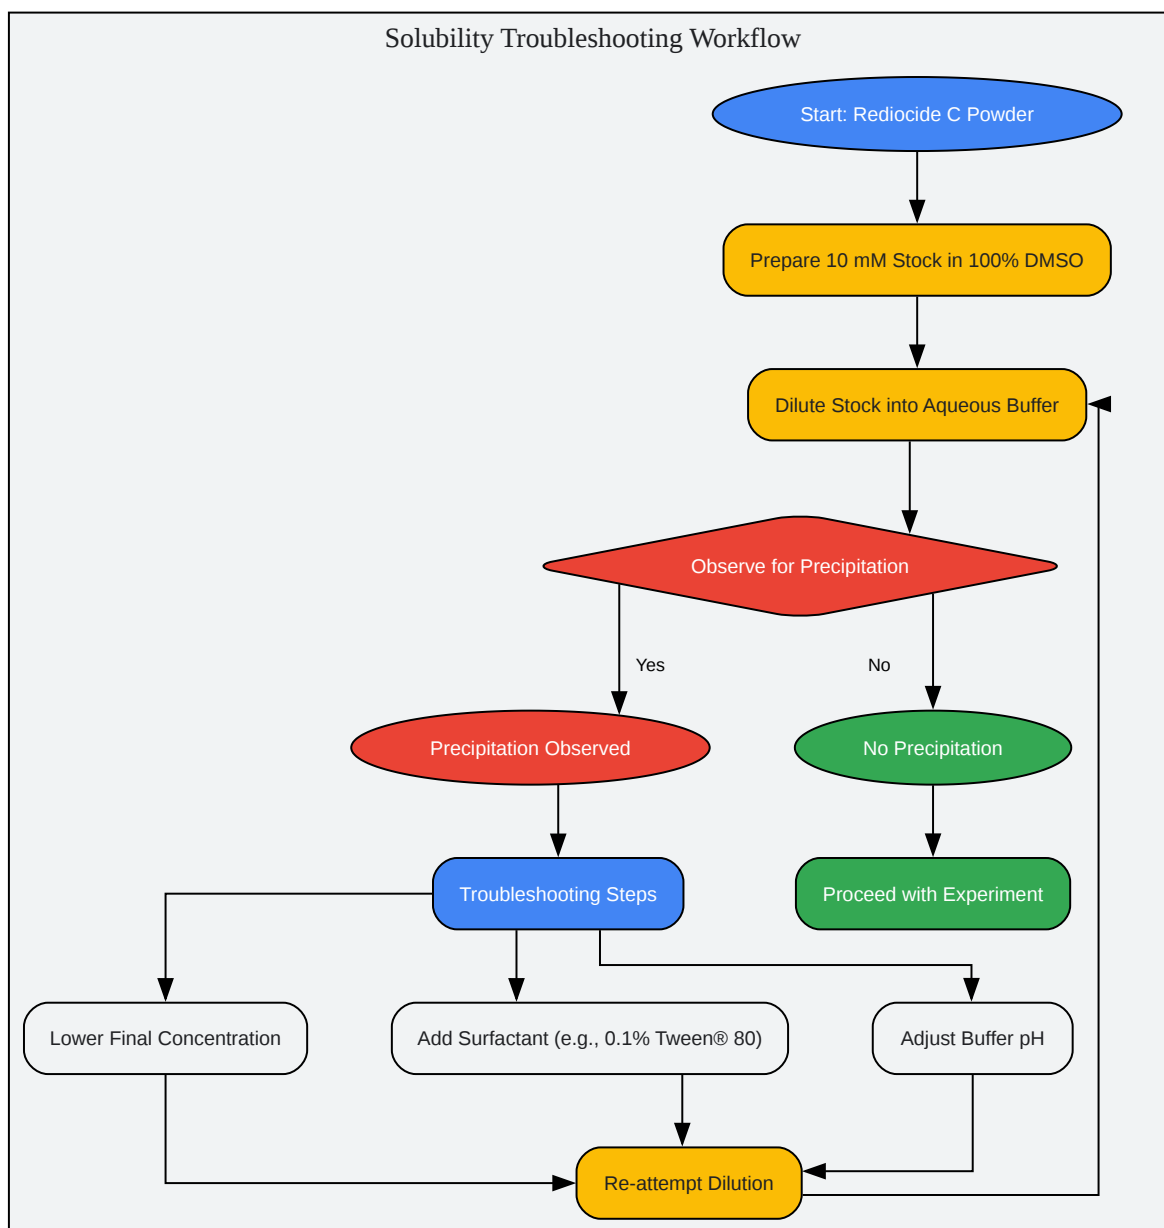 Solubility Troubleshooting Workflow
Start: Rediocide C Powder
Prepare 10 mM Stock in 100% DMSO
Dilute Stock into Aqueous Buffer
Observe for Precipitation
Yes
No
Precipitation Observed
No Precipitation
Troubleshooting Steps
Proceed with Experiment
Lower Final Concentration
Add Surfactant (e.g., 0.1% Tween® 80)
Adjust Buffer pH
Re-attempt Dilution